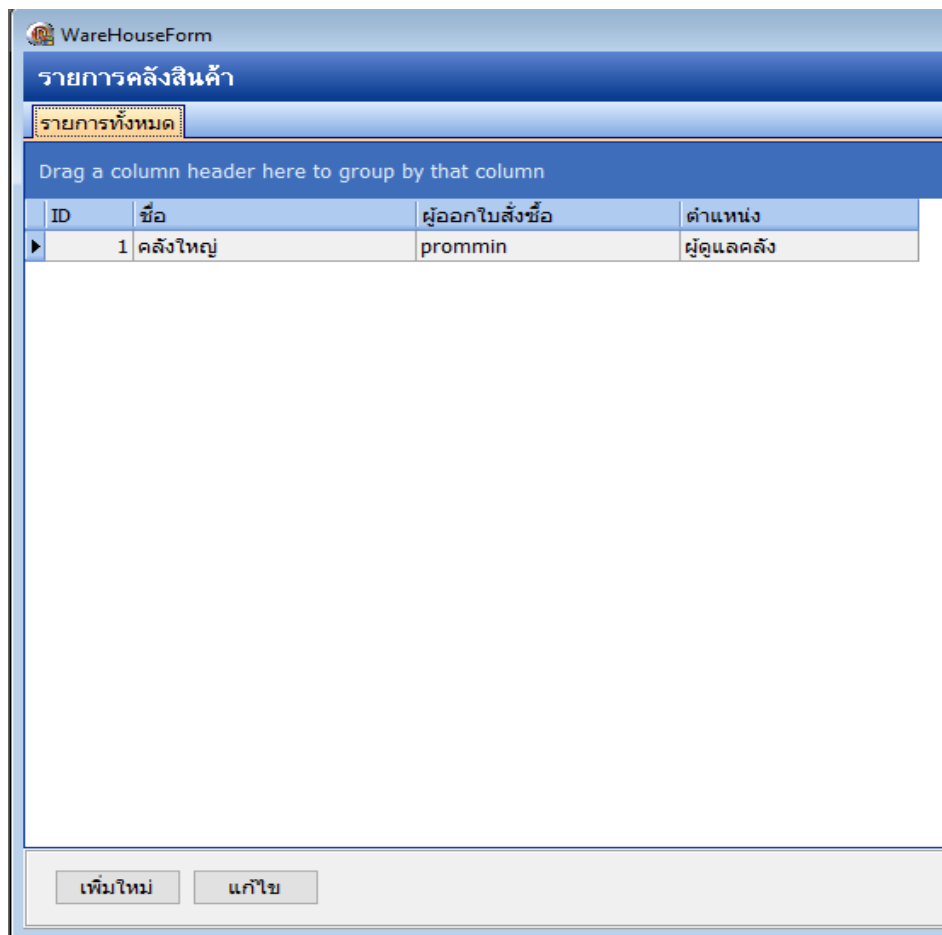 WareHouseForm
รายการคลังสินค้า
รายการทั้งหมด
Drag a column header here to group by that column
ID ชื่อ ผู้ออกใบสั่งซื้อ ตำแหน่ง
1 คลังใหญ่ prommin ผู้ดูแลคลัง
เพิ่มใหม่ แก้ไข